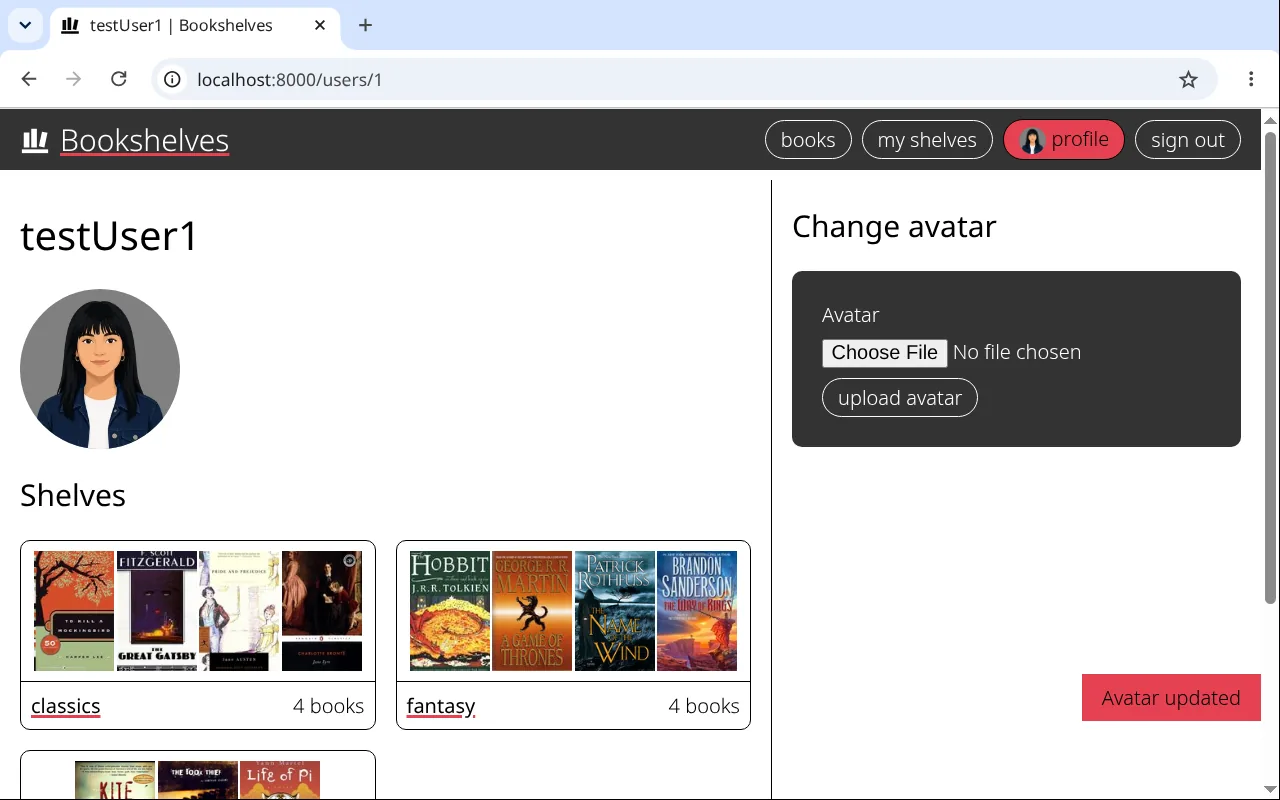 testUser1 | Bookshelves
localhost:8000/users/1
Bookshelves
books
my shelves
profile
sign out
testUser1
Change avatar
Avatar
Choose File No file chosen
upload avatar
Shelves
TO KILL A
MOCKINGBIRD
50
HARPER LEE
F. SCOTT
FITZGERALD
THE
GREAT GATSBY
PRIDE AND PREJUDICE
Jane AUSTEN
CHARLOTTE BRONTË
Jane Eyre
HOBBIT
J.R.R. TOLKIEN
GEORGE R.R.
MARTIN
A GAME OF
THRONES
PATRICK
ROTHFUSS
THE
NAME
OF THE
WIND
BRANDON
SANDERSON
THE WAY OF KINGS
classics
4 books
fantasy
4 books
Avatar updated
KITE
THE BOOK THIEF
Yann Martel
Life of Pi